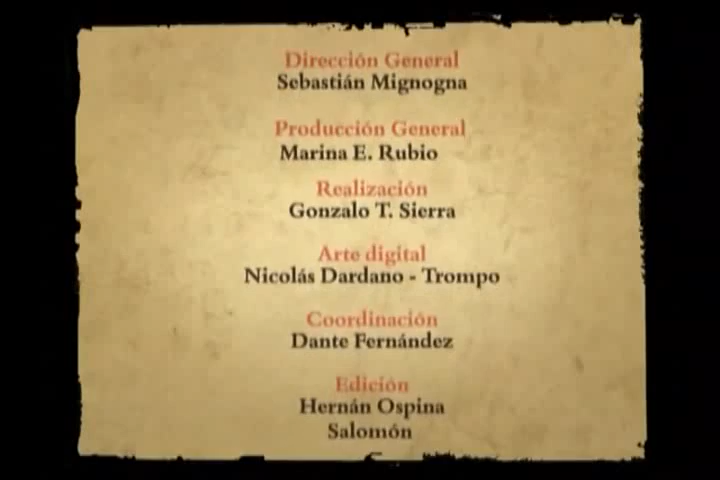 Dirección General
Sebastián Mignogna
Producción General
Marina E. Rubio
Realización
Gonzalo T. Sierra
Arte digital
Nicolás Dardano - Trompo
Coordinación
Dante Fernández
Edición
Hernán Ospina
Salomón